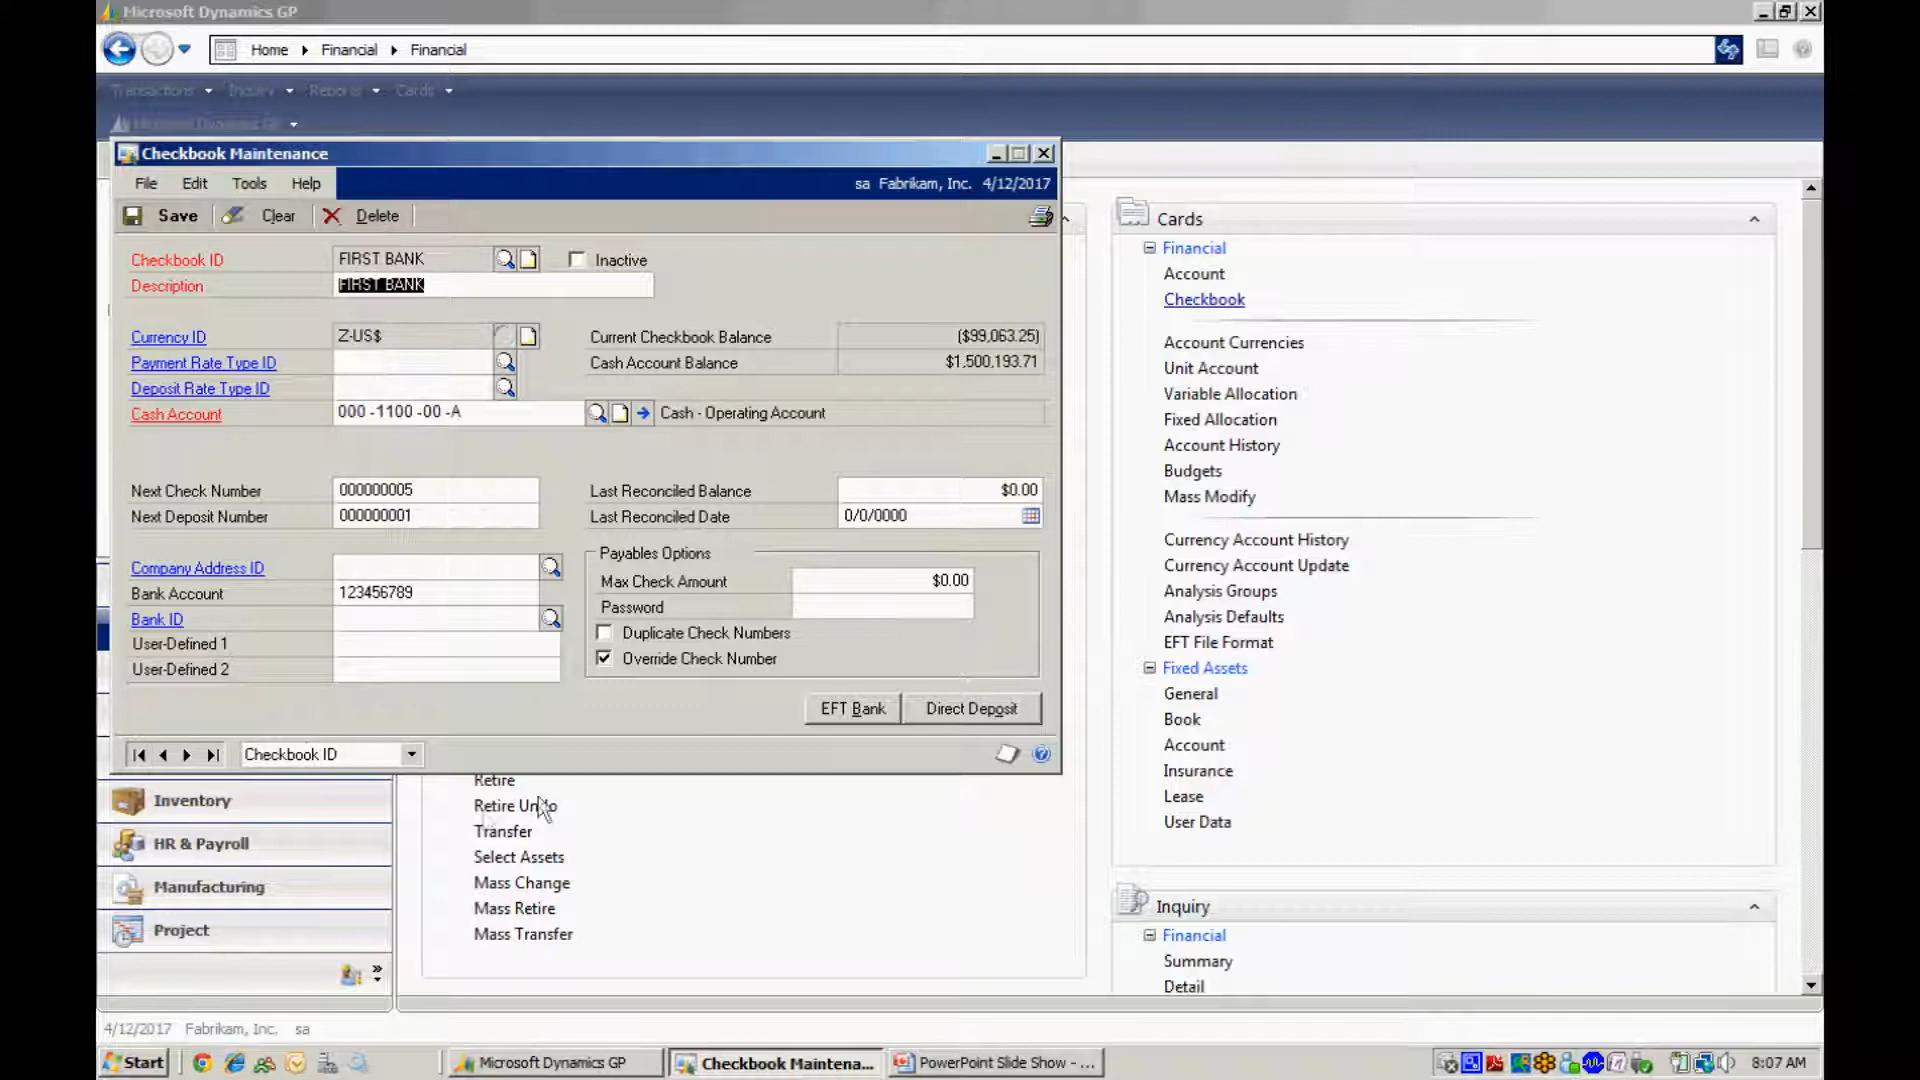 Microsoft Dynamics GP
Home Financial Financial
Transactions Inquiry Reports Cards
Microsoft Dynamics GP
Checkbook Maintenance
File Edit Tools Help
sa Fabrikam, Inc. 4/12/2017
Save Clear Delete
Checkbook ID FIRST BANK Inactive
Description FIRST BANK
Currency ID Z-US$ Current Checkbook Balance ($99,063.25)
Payment Rate Type ID Cash Account Balance $1,500,193.71
Deposit Rate Type ID
Cash Account 000 -1100 -00 -A Cash - Operating Account
Next Check Number 000000005 Last Reconciled Balance $0.00
Next Deposit Number 000000001 Last Reconciled Date 0/0/0000
Payables Options
Company Address ID Max Check Amount $0.00
Bank Account 123456789 Password
Bank ID Duplicate Check Numbers
User-Defined 1 Override Check Number
User-Defined 2
EFT Bank Direct Deposit
Checkbook ID
Retire
Retire Undo
Transfer
Select Assets
Mass Change
Mass Retire
Mass Transfer
Inventory
HR & Payroll
Manufacturing
Project
Cards
Financial
Account
Checkbook
Account Currencies
Unit Account
Variable Allocation
Fixed Allocation
Account History
Budgets
Mass Modify
Currency Account History
Currency Account Update
Analysis Groups
Analysis Defaults
EFT File Format
Fixed Assets
General
Book
Account
Insurance
Lease
User Data
Inquiry
Financial
Summary
Detail
4/12/2017 Fabrikam, Inc. sa
Start Microsoft Dynamics GP Checkbook Maintena... PowerPoint Slide Show - ... 8:07 AM